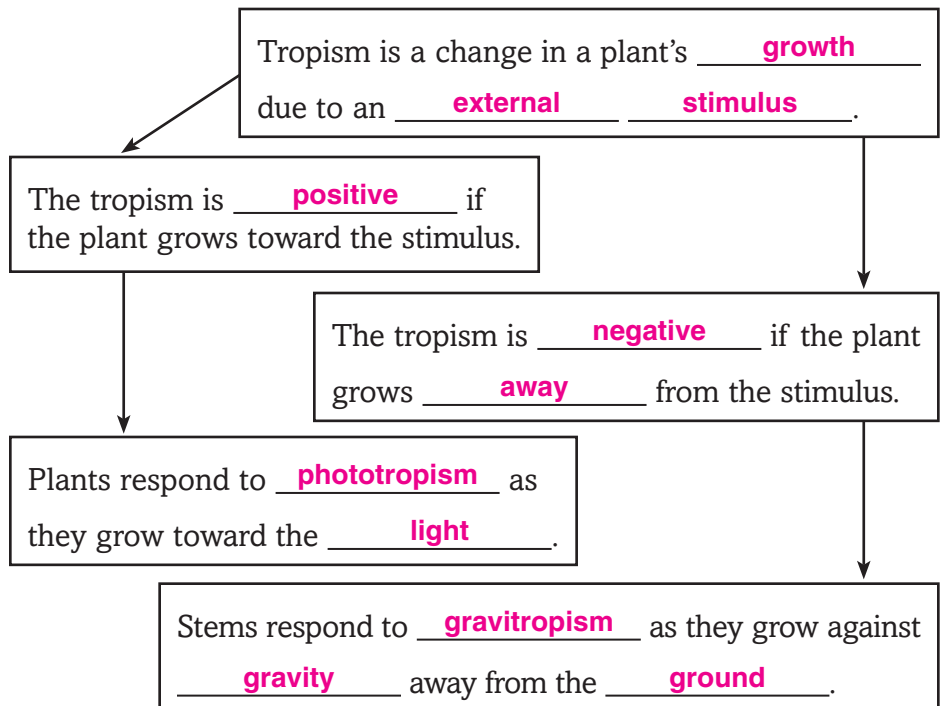 Tropism is a change in a plant's growth
due to an external stimulus.
The tropism is positive if
the plant grows toward the stimulus.
The tropism is negative if the plant
grows away from the stimulus.
Plants respond to phototropism as
they grow toward the light.
Stems respond to gravitropism as they grow against
gravity away from the ground.